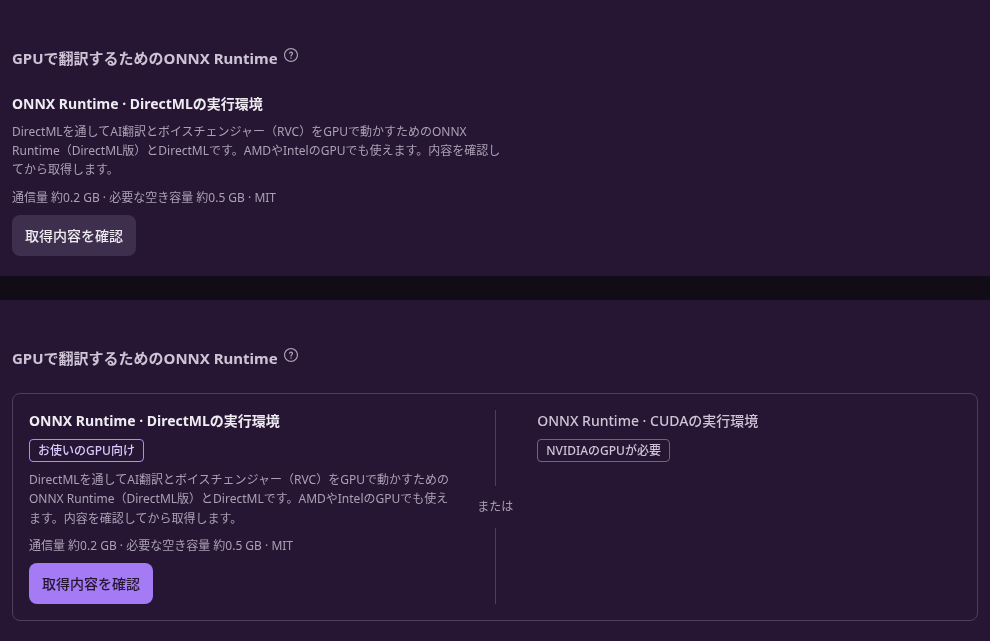 GPUで翻訳するためのONNX Runtime ?
ONNX Runtime · DirectMLの実行環境
DirectMLを通してAI翻訳とボイスチェンジャー（RVC）をGPUで動かすためのONNX
Runtime（DirectML版）とDirectMLです。AMDやIntelのGPUでも使えます。内容を確認し
てから取得します。
通信量 約0.2 GB · 必要な空き容量 約0.5 GB · MIT
取得内容を確認
GPUで翻訳するためのONNX Runtime ?
ONNX Runtime · DirectMLの実行環境
お使いのGPU向け
DirectMLを通してAI翻訳とボイスチェンジャー（RVC）をGPUで動かすための
ONNX Runtime（DirectML版）とDirectMLです。AMDやIntelのGPUでも使え
ます。内容を確認してから取得します。
通信量 約0.2 GB · 必要な空き容量 約0.5 GB · MIT
取得内容を確認
または
ONNX Runtime · CUDAの実行環境
NVIDIAのGPUが必要